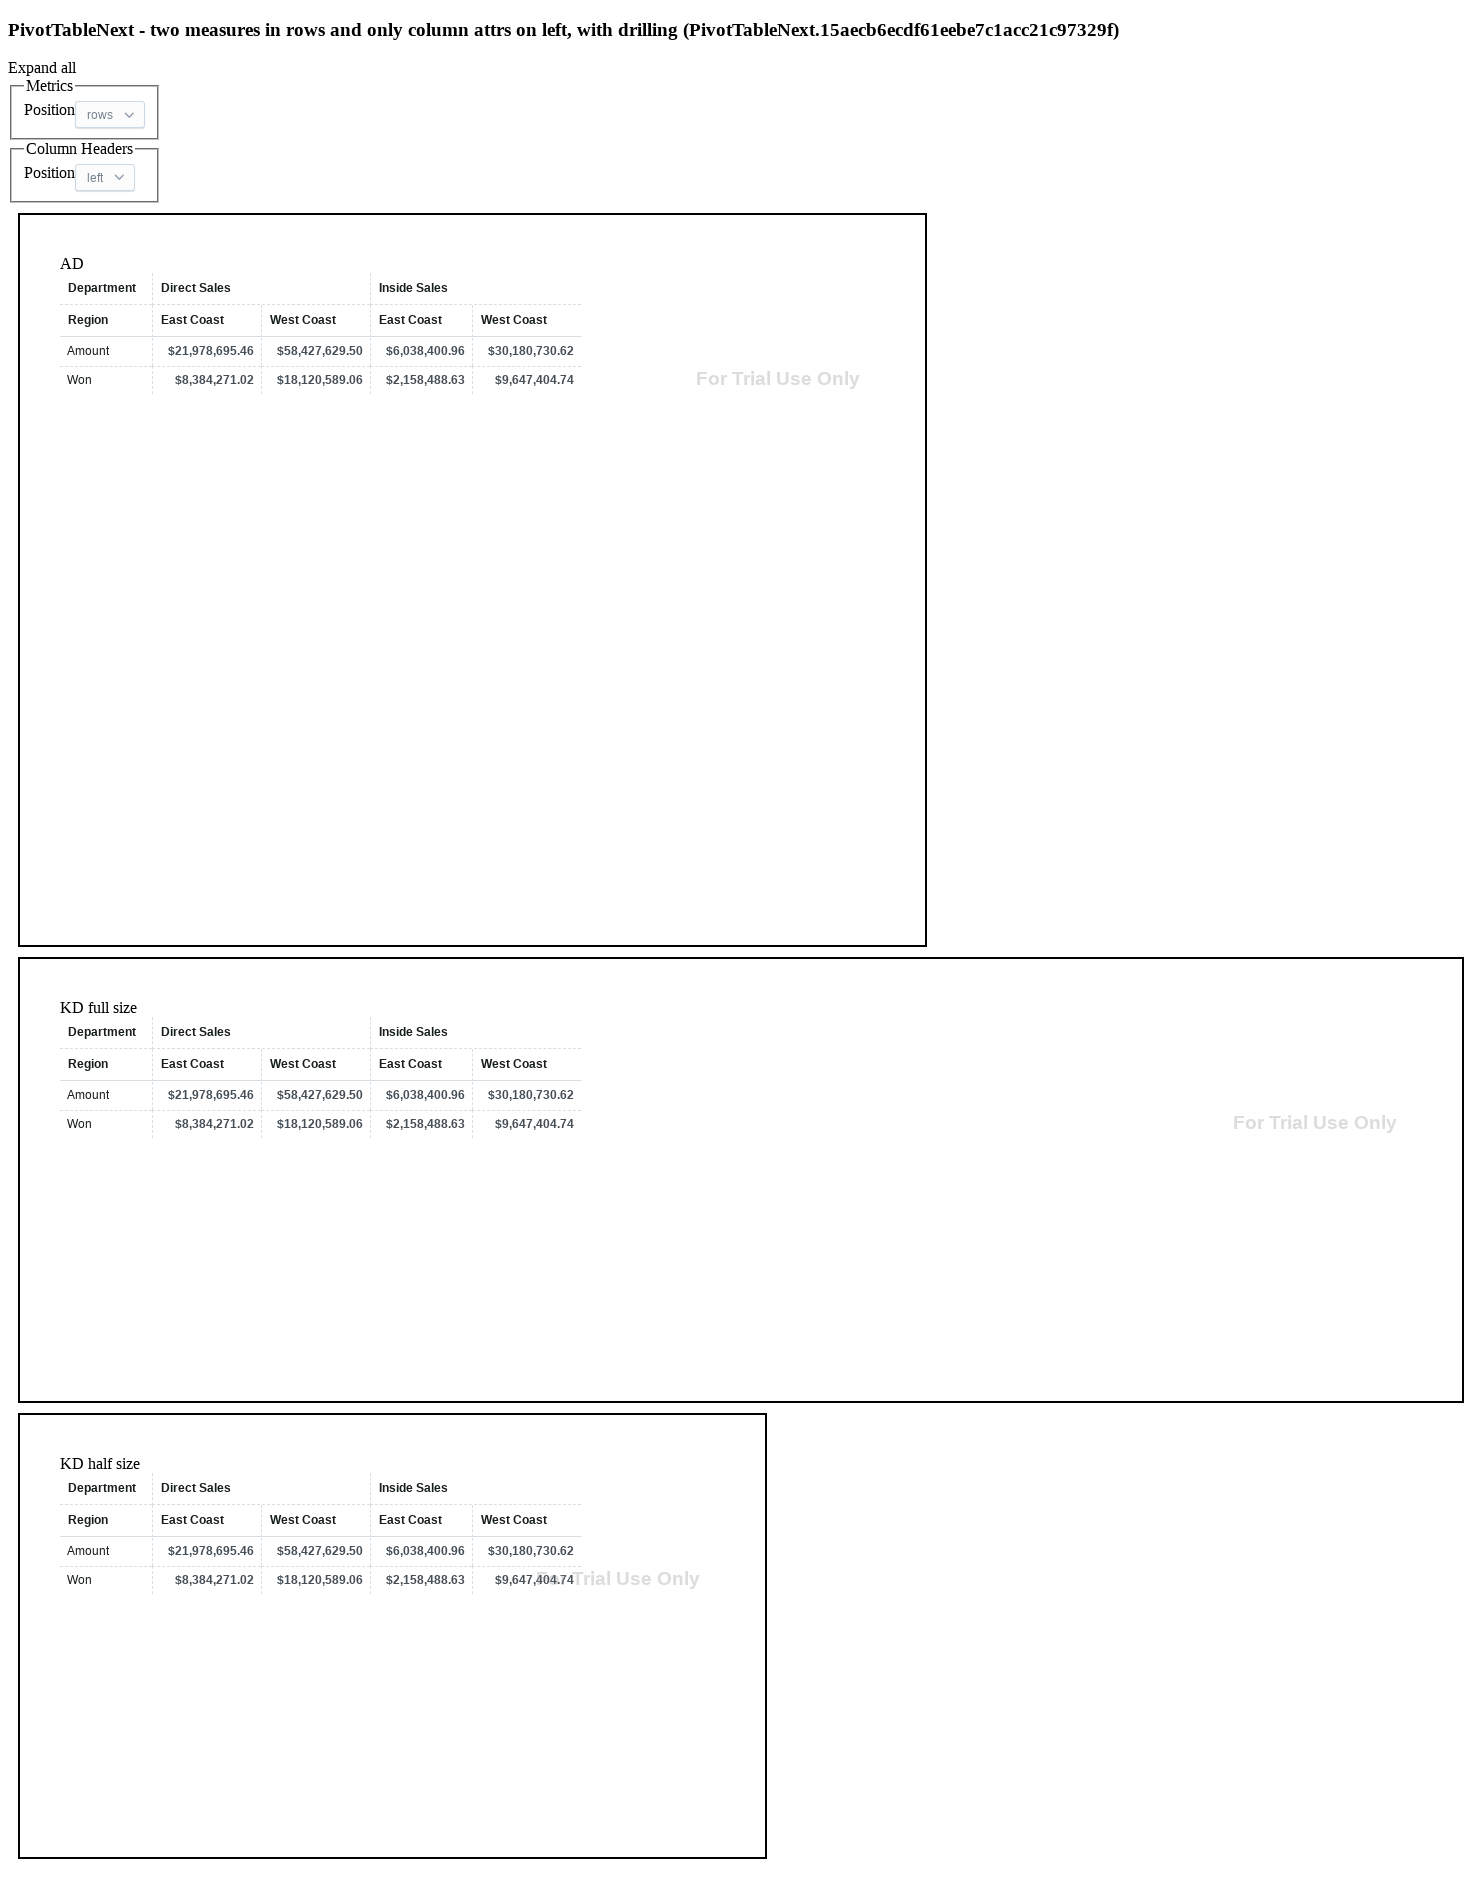 PivotTableNext - two measures in rows and only column attrs on left, with drilling (PivotTableNext.15aecb6ecdf61eebe7c1acc21c97329f)
Expand all
Metrics
Position rows
Column Headers
Position left
AD
Department Direct Sales Inside Sales
Region East Coast West Coast East Coast West Coast
Amount $21,978,695.46 $58,427,629.50 $6,038,400.96 $30,180,730.62
Won $8,384,271.02 $18,120,589.06 $2,158,488.63 $9,647,404.74
For Trial Use Only
KD full size
Department Direct Sales Inside Sales
Region East Coast West Coast East Coast West Coast
Amount $21,978,695.46 $58,427,629.50 $6,038,400.96 $30,180,730.62
Won $8,384,271.02 $18,120,589.06 $2,158,488.63 $9,647,404.74
For Trial Use Only
KD half size
Department Direct Sales Inside Sales
Region East Coast West Coast East Coast West Coast
Amount $21,978,695.46 $58,427,629.50 $6,038,400.96 $30,180,730.62
Won $8,384,271.02 $18,120,589.06 $2,158,488.63 $9,647,404.74
For Trial Use Only